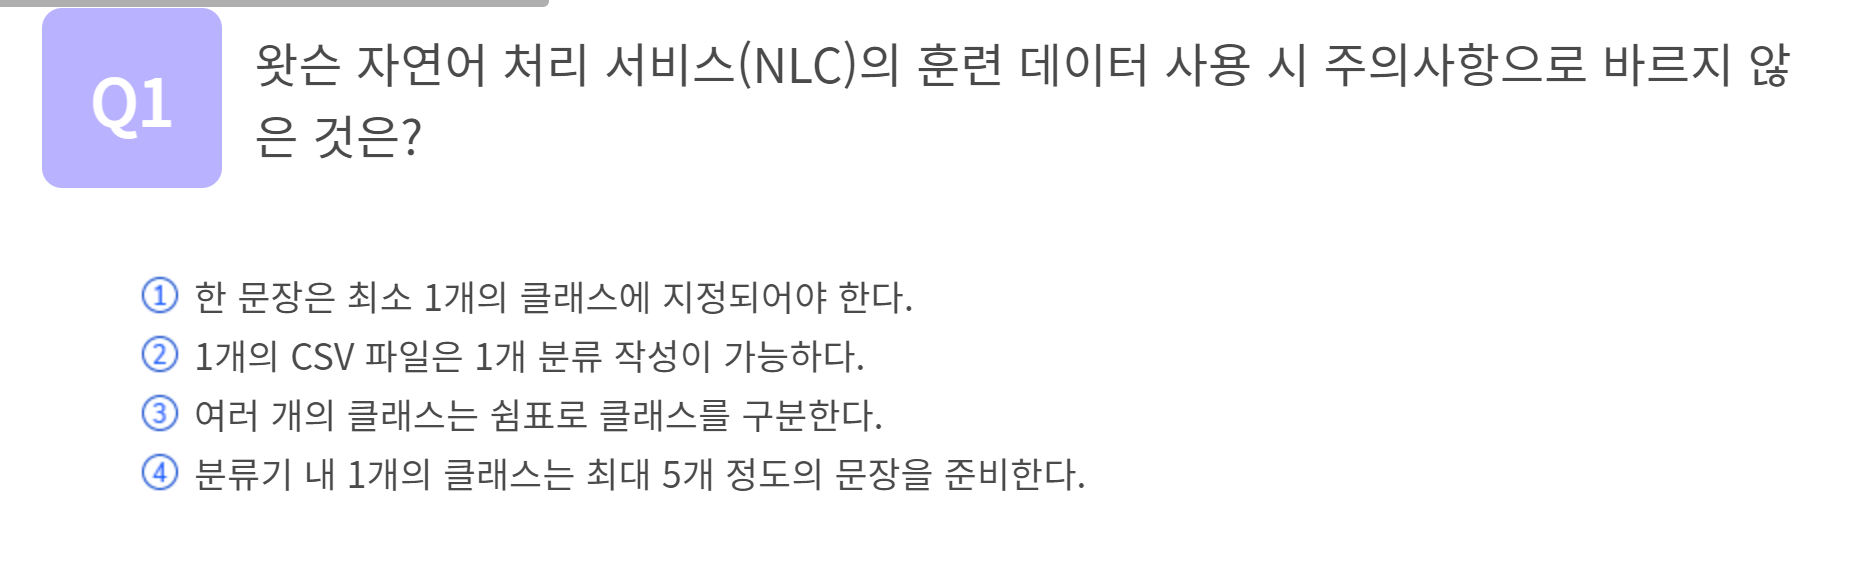 Q1
왓슨 자연어 처리 서비스(NLC)의 훈련 데이터 사용 시 주의사항으로 바르지 않
은 것은?
① 한 문장은 최소 1개의 클래스에 지정되어야 한다.
② 1개의 CSV 파일은 1개 분류 작성이 가능하다.
③ 여러 개의 클래스는 쉼표로 클래스를 구분한다.
④ 분류기 내 1개의 클래스는 최대 5개 정도의 문장을 준비한다.